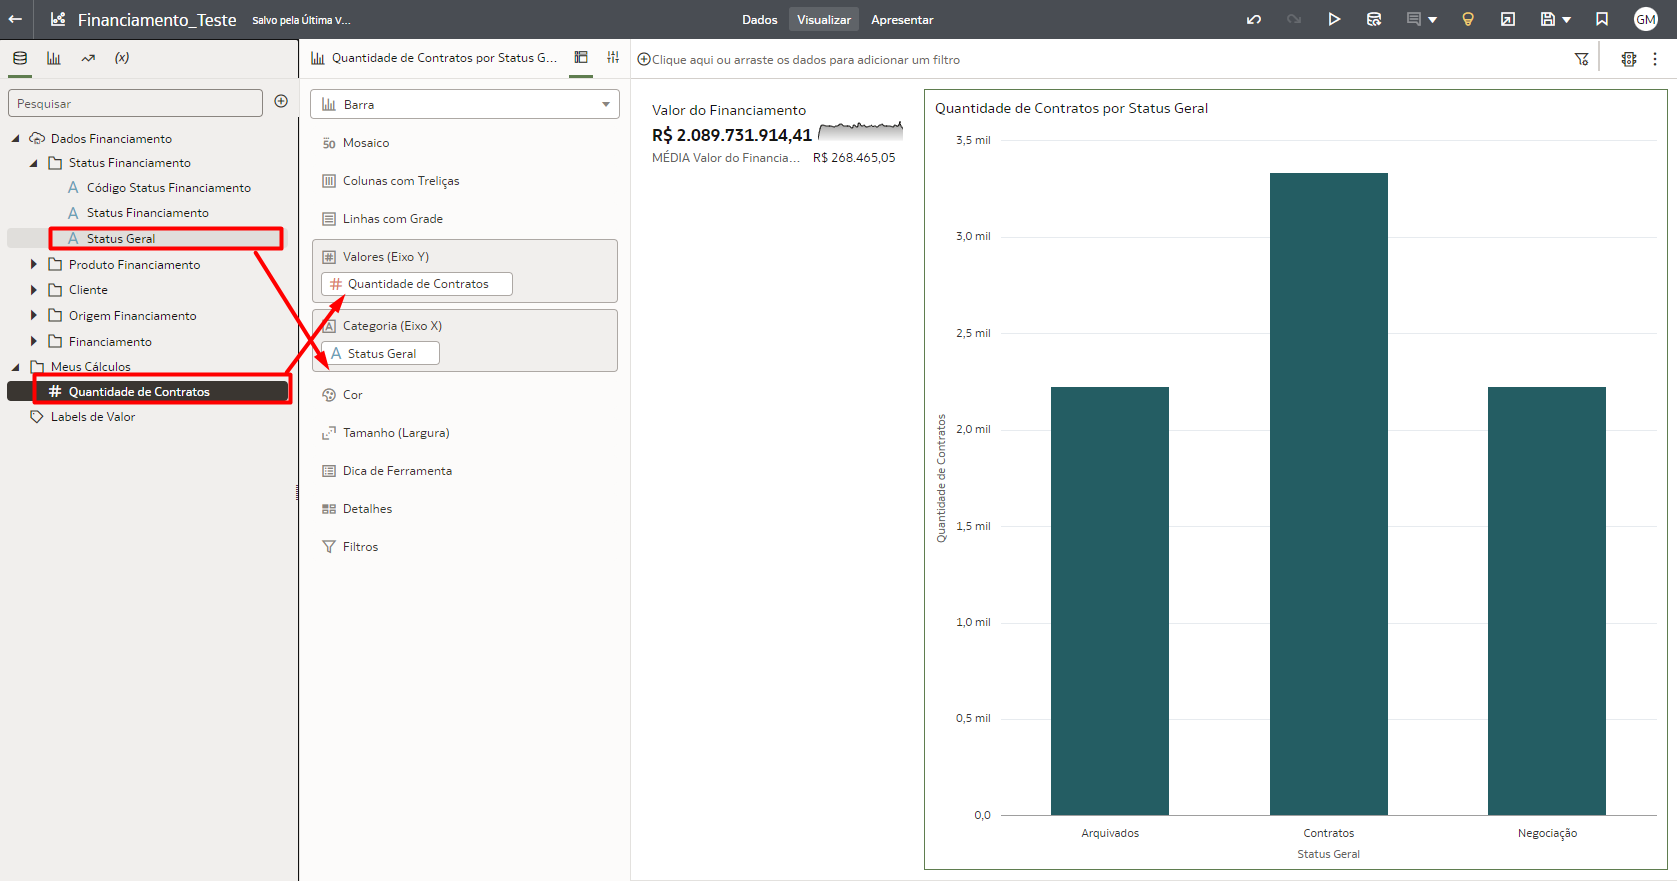 Financiamento_Teste
Salvo pela Última V...
Dados
Visualizar
Apresentar
GM
(x)
Pesquisar
Dados Financiamento
Status Financiamento
A Código Status Financiamento
A Status Financiamento
A Status Geral
Produto Financiamento
Cliente
Origem Financiamento
Financiamento
Meus Cálculos
# Quantidade de Contratos
Labels de Valor
Quantidade de Contratos por Status G...
Barra
50 Mosaico
Colunas com Treliças
Linhas com Grade
# Valores (Eixo Y)
# Quantidade de Contratos
A Categoria (Eixo X)
A Status Geral
Cor
Tamanho (Largura)
Dica de Ferramenta
Detalhes
Filtros
Clique aqui ou arraste os dados para adicionar um filtro
Valor do Financiamento
R$ 2.089.731.914,41
MÉDIA Valor do Financia... R$ 268.465,05
Quantidade de Contratos por Status Geral
3,5 mil
3,0 mil
2,5 mil
2,0 mil
1,5 mil
1,0 mil
0,5 mil
0,0
Quantidade de Contratos
Arquivados
Contratos
Negociação
Status Geral